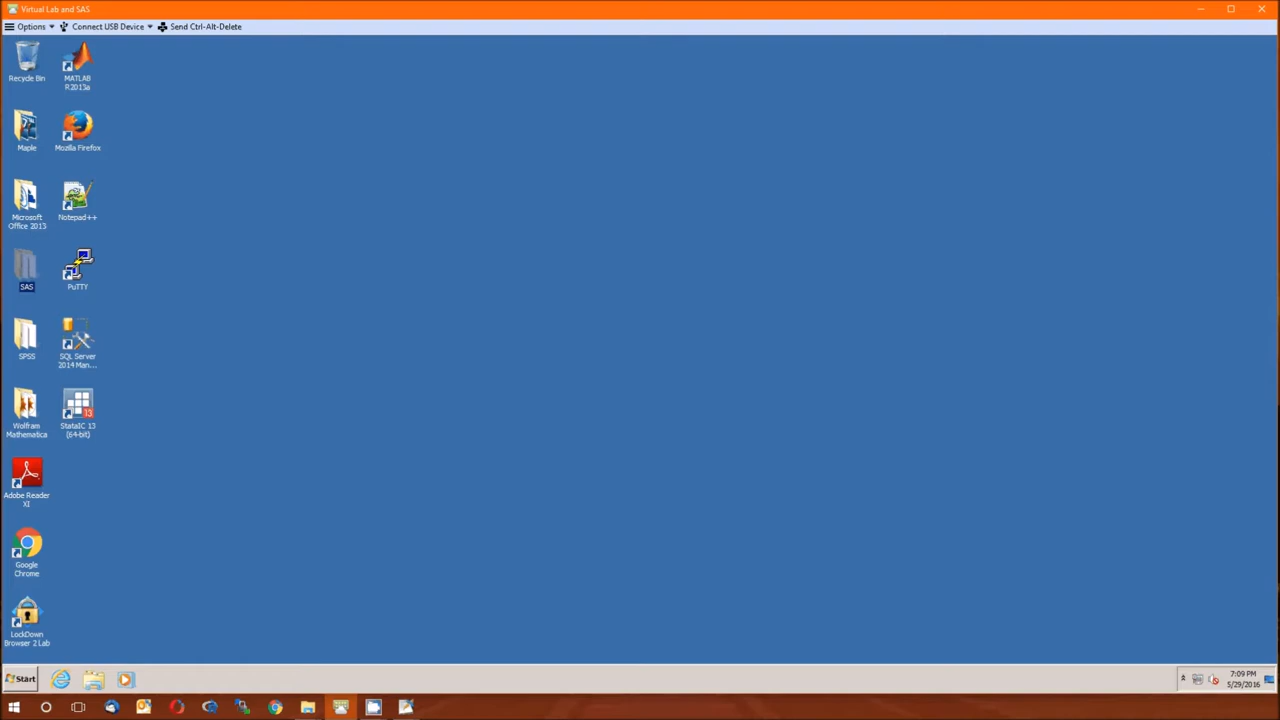 Virtual Lab and SAS
Options Connect USB Device Send Ctrl-Alt-Delete
Recycle Bin
MATLAB
R2013a
Maple
Mozilla Firefox
Microsoft
Office 2013
Notepad++
SAS
PuTTY
SPSS
SQL Server
2014 Man...
Wolfram
Mathematica
13
StataIC 13
(64-bit)
Adobe Reader
XI
Google
Chrome
LockDown
Browser 2 Lab
Start
7:09 PM
5/29/2016